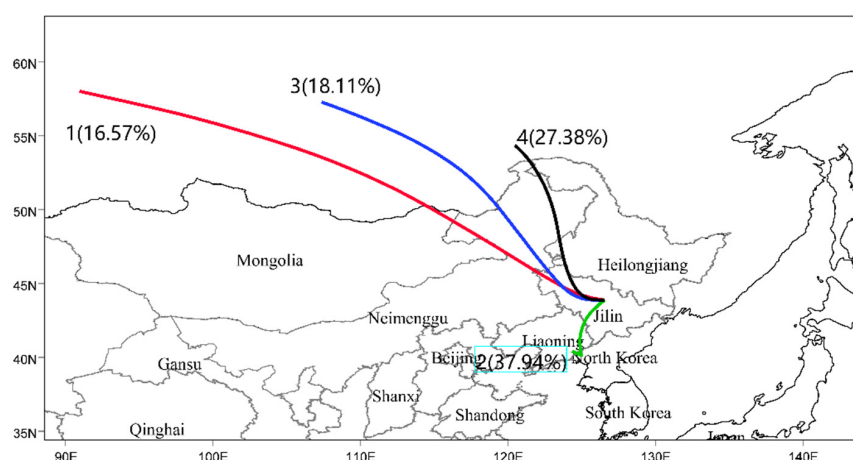 60N
3(18.11%)
1(16.57%)
4(27.38%)
55N
50N
Mongolia
Heilongjiang
45N
Neimenggu
Jilin
Liaoning
40N
Gansu
Beijing
2(37.94%)
North Korea
Shanxi
Shandong
South Korea
35N
Qinghai
Japan
90E
100E
110E
120E
130E
140E